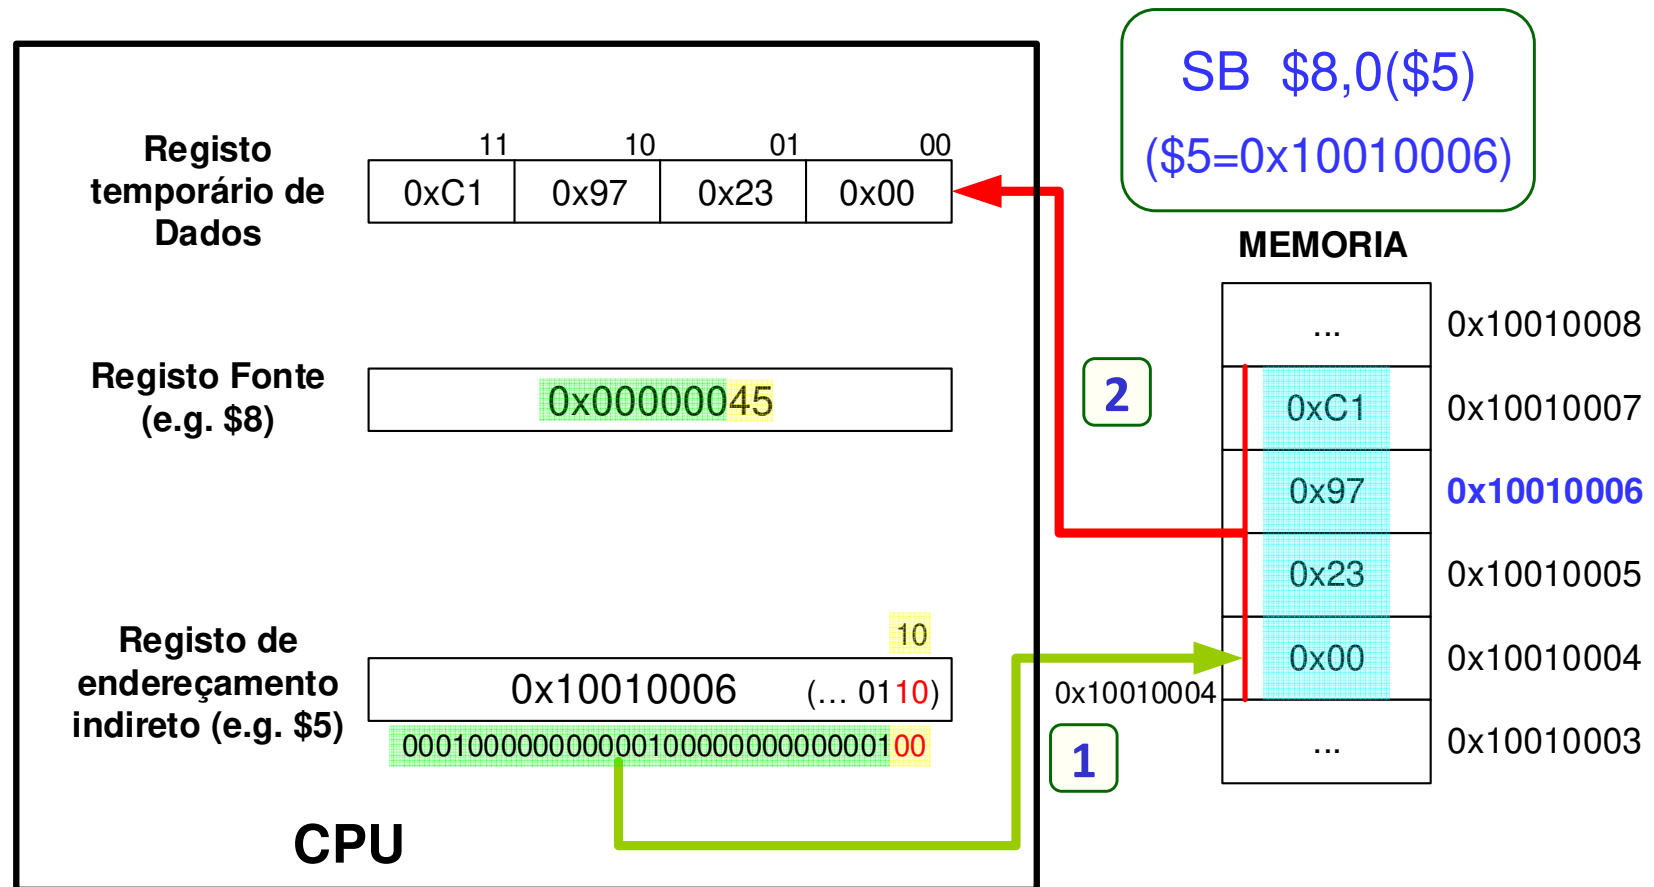 SB $8,0($5)
($5=0x10010006)
Registo
temporário de
Dados
11 10 01 00
0xC1 0x97 0x23 0x00
MEMORIA
... 0x10010008
Registo Fonte
(e.g. $8)
0x00000045
2
0xC1 0x10010007
0x97 0x10010006
0x23 0x10010005
0x00 0x10010004
... 0x10010003
Registo de
endereçamento
indireto (e.g. $5)
10
0x10010006 (... 0110)
00010000000000010000000000000100
0x10010004
1
CPU